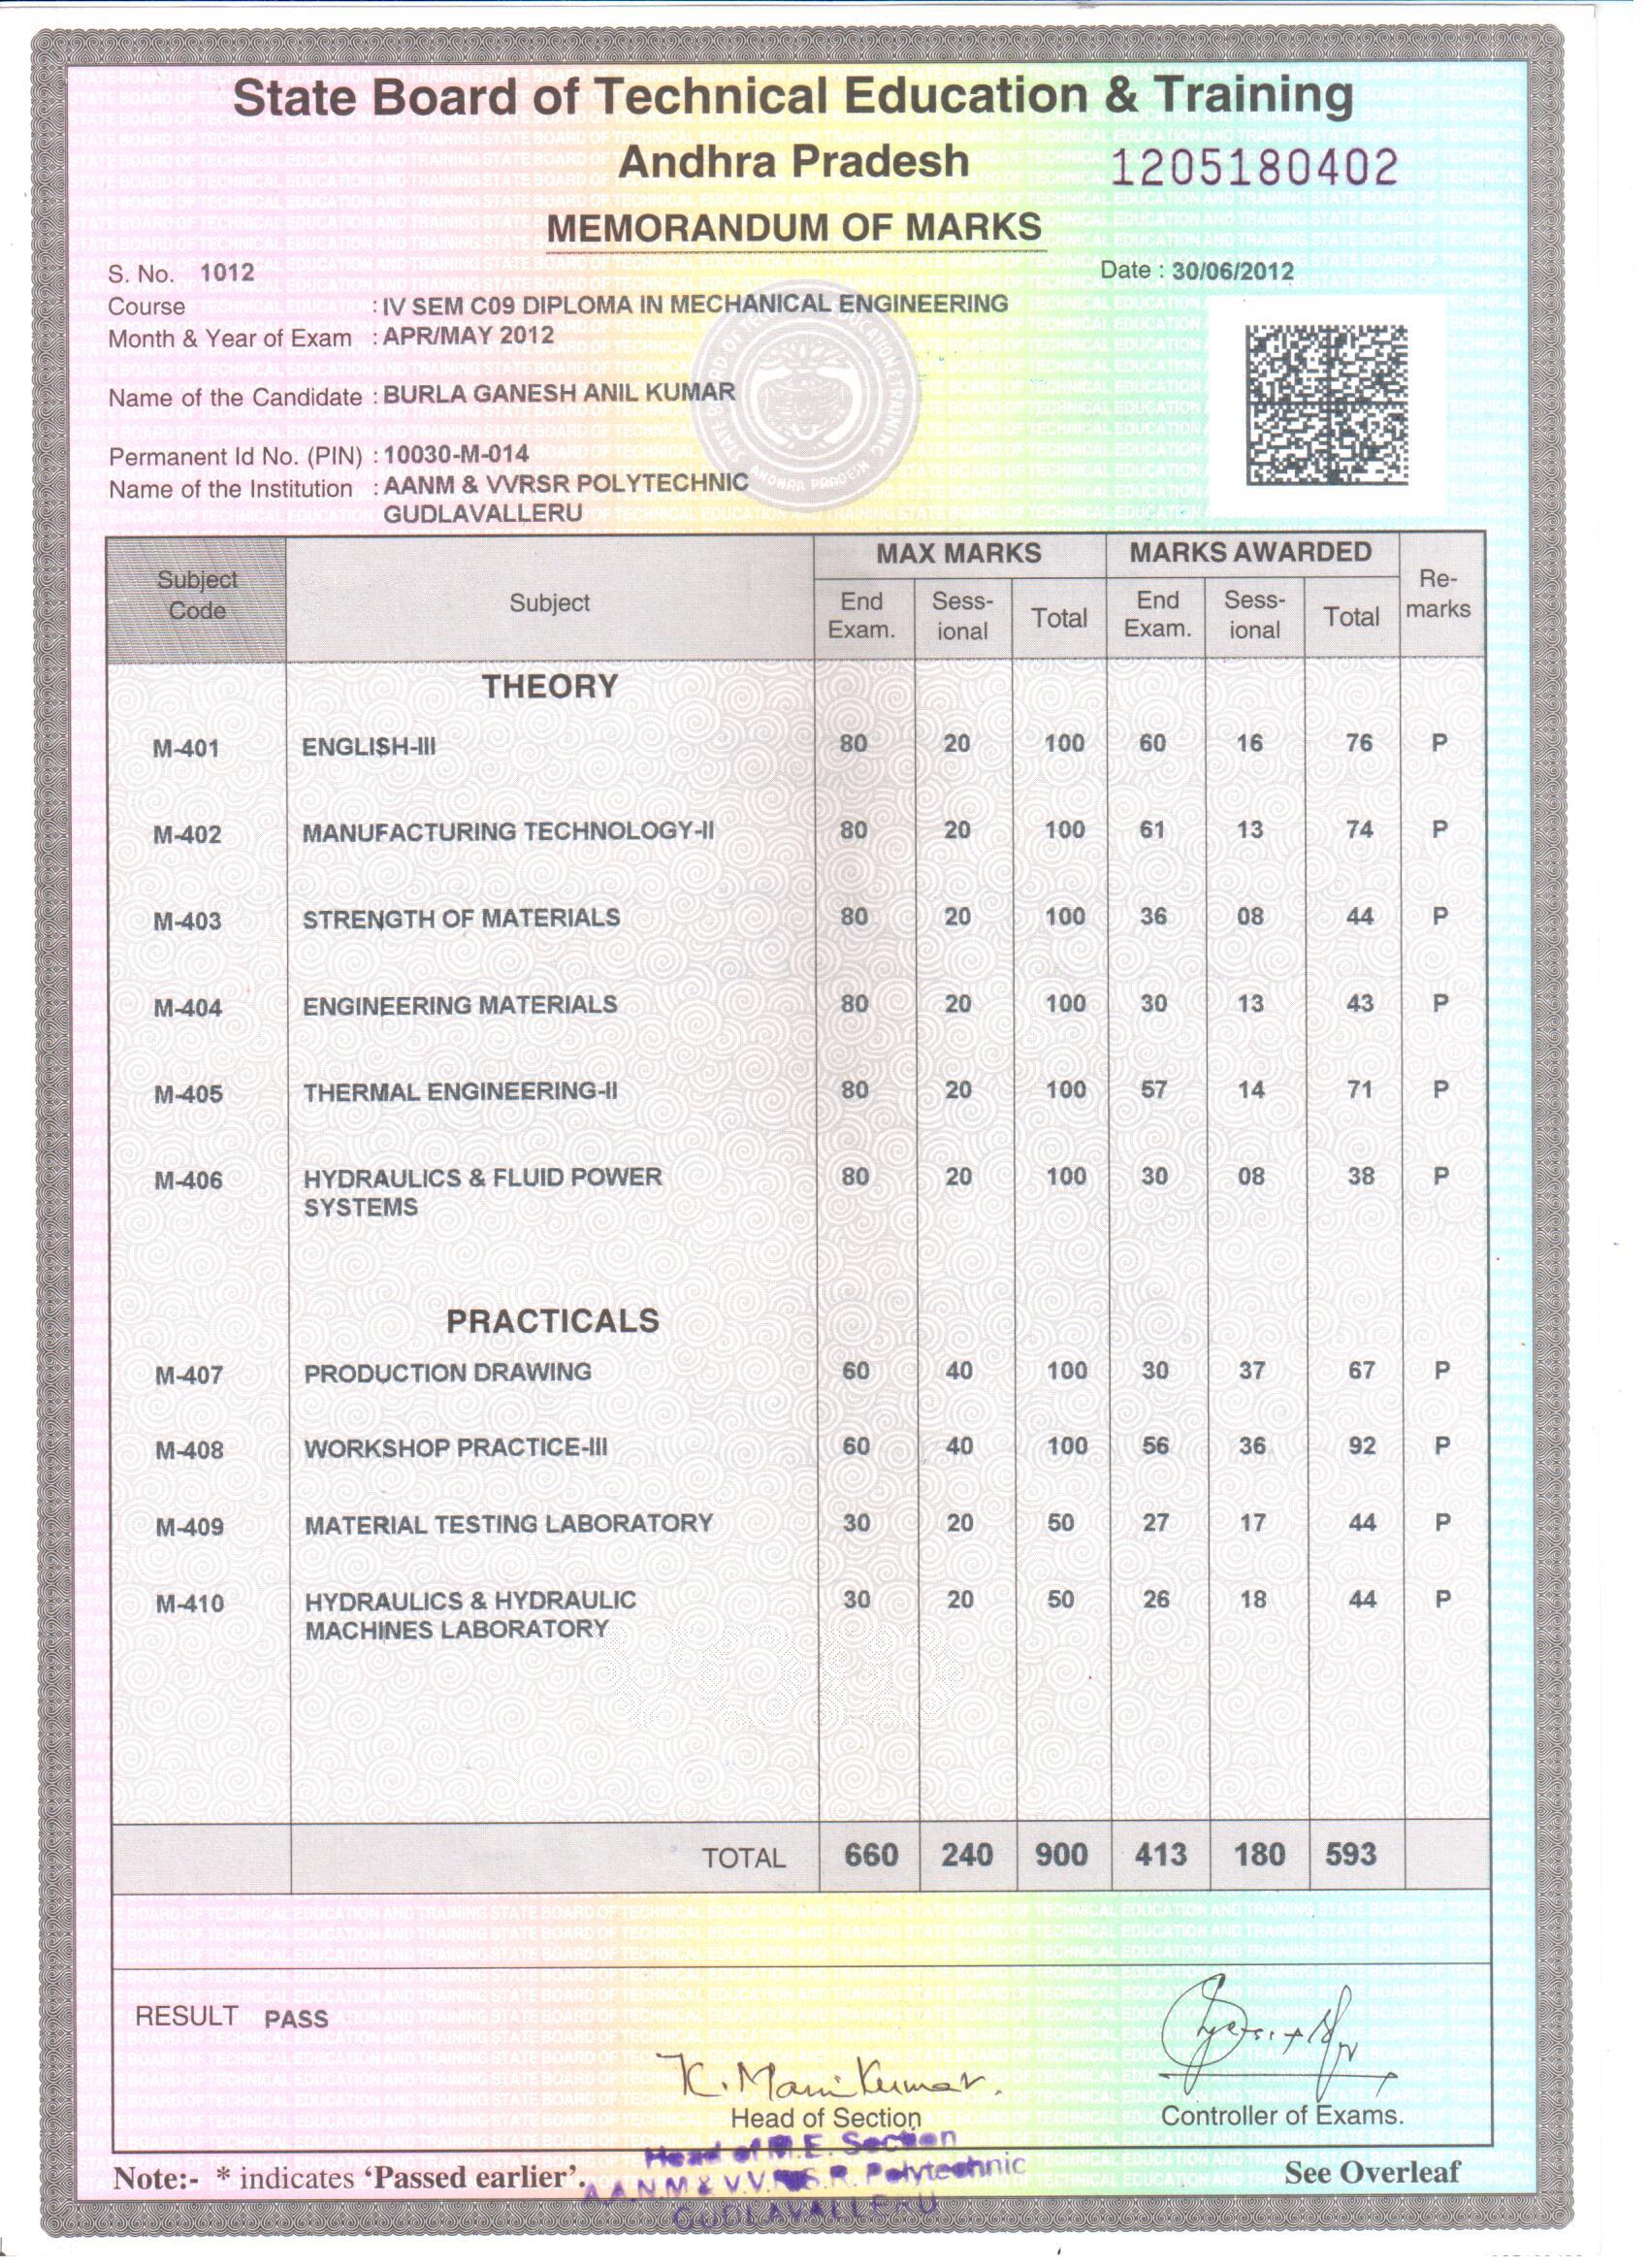 State Board of Technical Education & Training
Andhra Pradesh 1205180402
MEMORANDUM OF MARKS
S. No. 1012 Date : 30/06/2012
Course : IV SEM C09 DIPLOMA IN MECHANICAL ENGINEERING
Month & Year of Exam : APR/MAY 2012
Name of the Candidate : BURLA GANESH ANIL KUMAR
Permanent Id No. (PIN) : 10030-M-014
Name of the Institution : AANM & VVRSR POLYTECHNIC
GUDLAVALLERU
Subject Code Subject MAX MARKS MARKS AWARDED Re-marks
End Exam. Sess-ional Total End Exam. Sess-ional Total
THEORY
M-401 ENGLISH-III 80 20 100 60 16 76 P
M-402 MANUFACTURING TECHNOLOGY-II 80 20 100 61 13 74 P
M-403 STRENGTH OF MATERIALS 80 20 100 36 08 44 P
M-404 ENGINEERING MATERIALS 80 20 100 30 13 43 P
M-405 THERMAL ENGINEERING-II 80 20 100 57 14 71 P
M-406 HYDRAULICS & FLUID POWER 80 20 100 30 08 38 P
SYSTEMS
PRACTICALS
M-407 PRODUCTION DRAWING 60 40 100 30 37 67 P
M-408 WORKSHOP PRACTICE-III 60 40 100 56 36 92 P
M-409 MATERIAL TESTING LABORATORY 30 20 50 27 17 44 P
M-410 HYDRAULICS & HYDRAULIC 30 20 50 26 18 44 P
MACHINES LABORATORY
TOTAL 660 240 900 413 180 593
RESULT PASS
K. Mani Kumar.
Head of Section Controller of Exams.
Head of M.E. Section
Note:- * indicates ‘Passed earlier’. See Overleaf
A.A.N.M & V.V.R.S.R. Polytechnic
GUDLAVALLERU